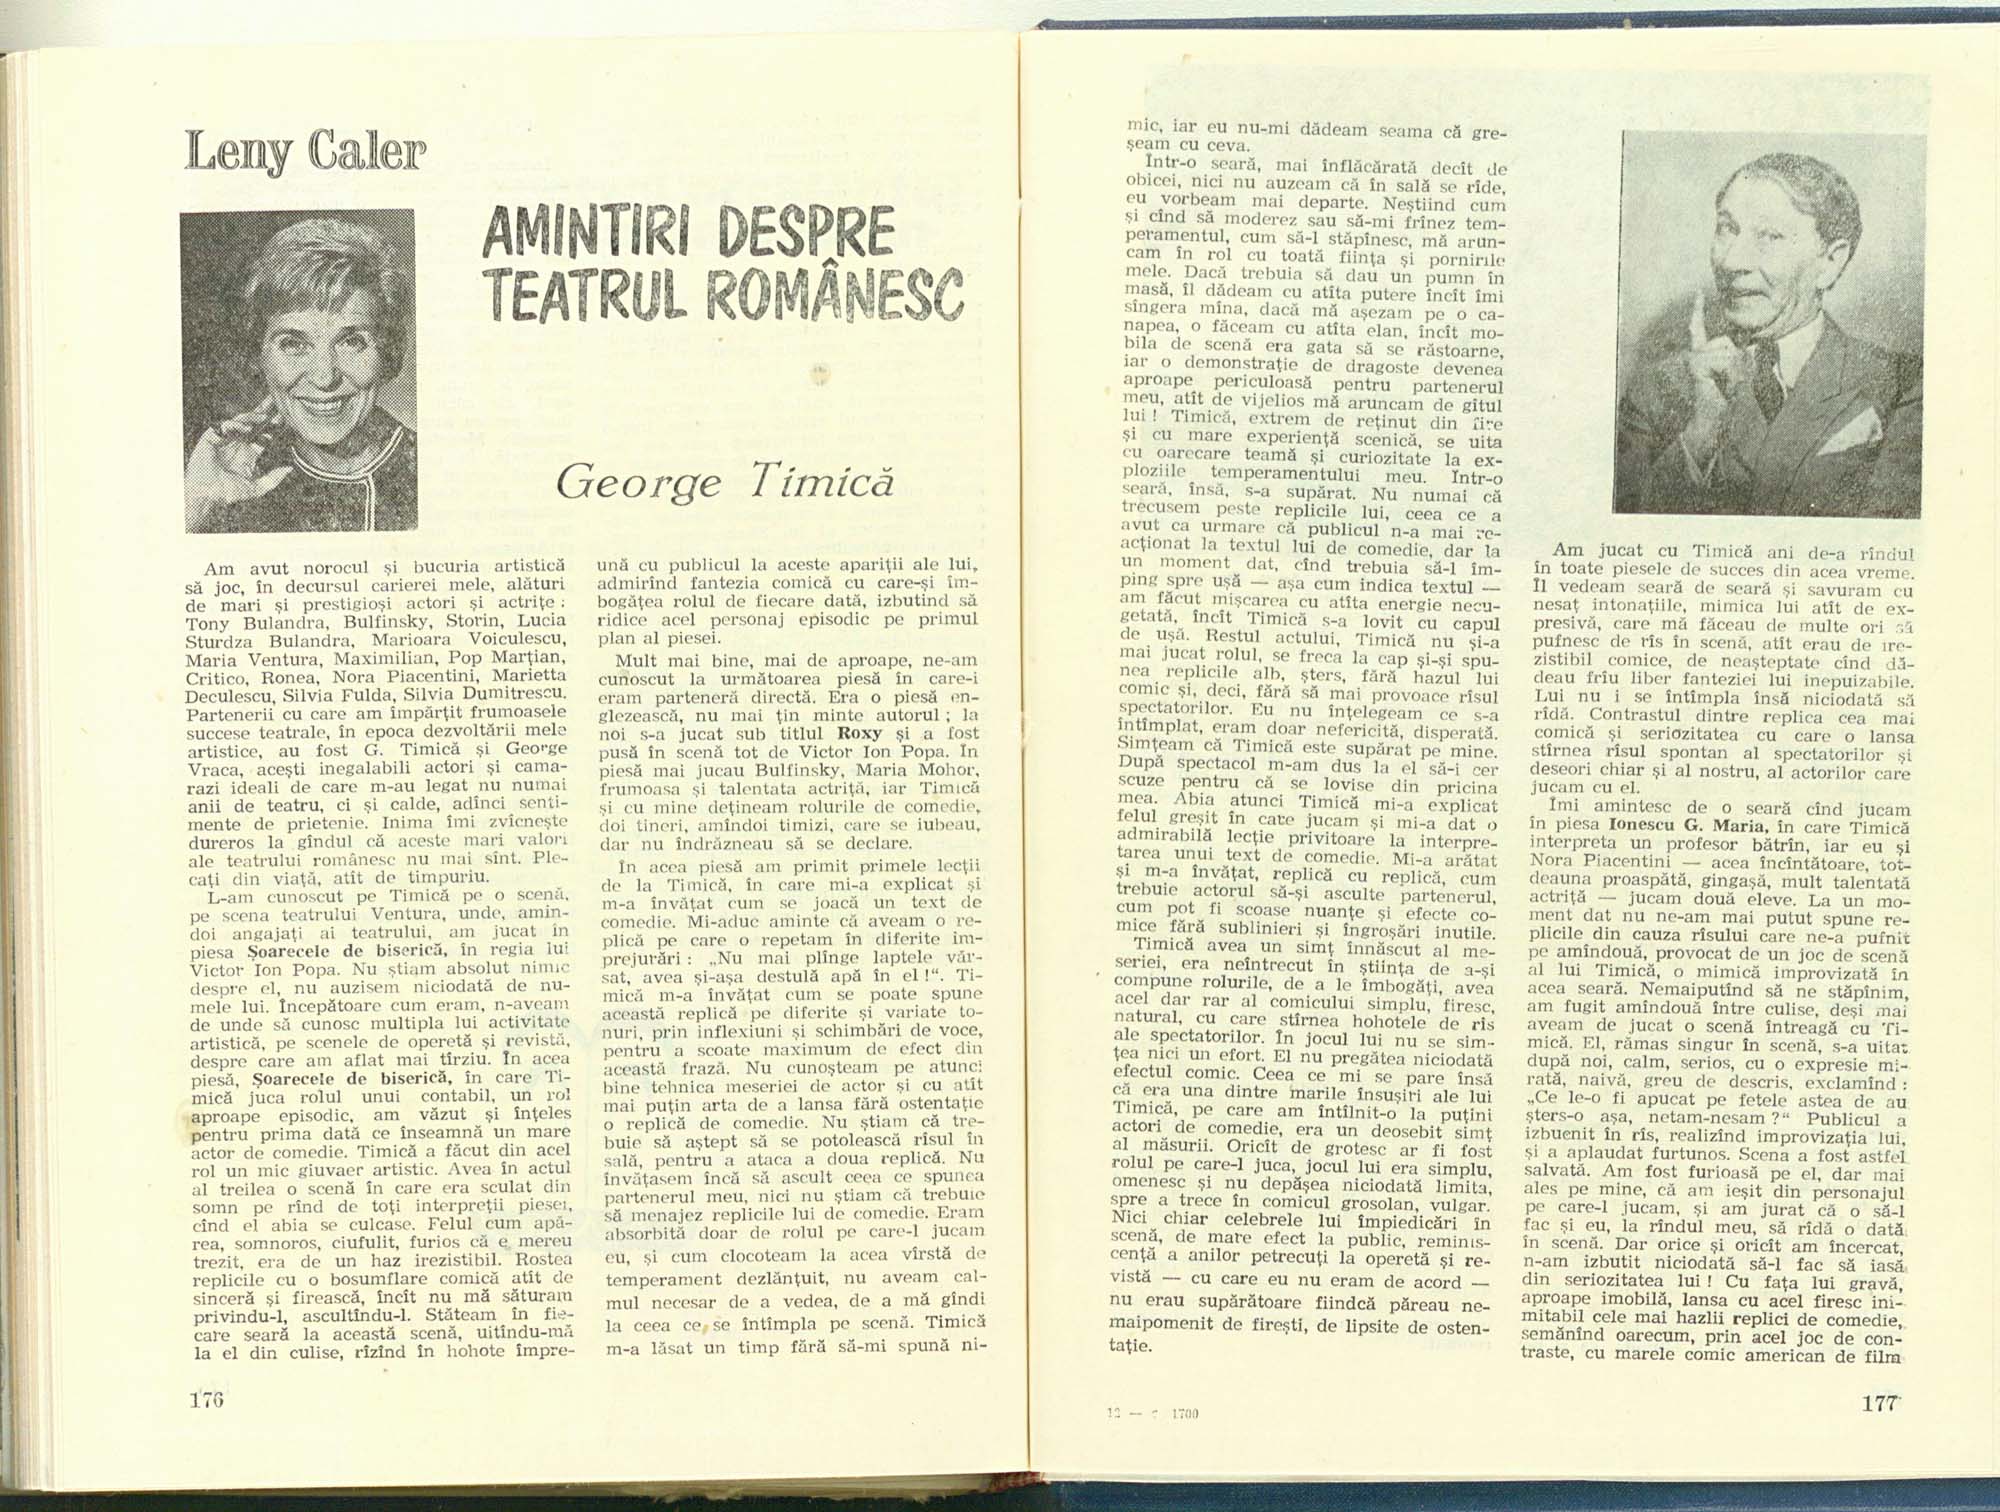 Leny Caler
AMINTIRI DESPRE
TEATRUL ROMÂNESC
George Timică
Am avut norocul și bucuria artistică
să joc, în decursul carierei mele, alături
de mari și prestigioși actori și actrițe :
Tony Bulandra, Bulfinsky, Storin, Lucia
Sturdza Bulandra, Marioara Voiculescu,
Maria Ventura, Maximilian, Pop Marțian,
Critico, Ronea, Nora Piacentini, Marietta
Deculescu, Silvia Fulda, Silvia Dumitrescu.
Partenerii cu care am împărțit frumoasele
succese teatrale, în epoca dezvoltării mele
artistice, au fost G. Timică și George
Vraca, acești inegalabili actori și cama-
razi ideali de care m-au legat nu numai
anii de teatru, ci și calde, adînci senti-
mente de prietenie. Inima îmi zvîcnește
dureros la gîndul că aceste mari valori
ale teatrului românesc nu mai sînt. Ple-
cați din viață, atît de timpuriu.
L-am cunoscut pe Timică pe o scenă,
pe scena teatrului Ventura, unde, amîn-
doi angajați ai teatrului, am jucat în
piesa Șoarecele de biserică, în regia lui
Victor Ion Popa. Nu știam absolut nimic
despre el, nu auzisem niciodată de nu-
mele lui. Începătoare cum eram, n-aveam
de unde să cunosc multipla lui activitate
artistică, pe scenele de operetă și revistă,
despre care am aflat mai tîrziu. În acea
piesă, Șoarecele de biserică, în care Ti-
mică juca rolul unui contabil, un rol
aproape episodic, am văzut și înțeles
pentru prima dată ce înseamnă un mare
actor de comedie. Timică a făcut din acel
rol un mic giuvaer artistic. Avea în actul
al treilea o scenă în care era sculat din
somn pe rînd de toți interpreții piesei,
cînd el abia se culcase. Felul cum apă-
rea, somnoros, ciufulit, furios că e mereu
trezit, era de un haz irezistibil. Rostea
replicile cu o bosumflare comică atît de
sinceră și firească, încît nu mă săturam
privindu-l, ascultîndu-l. Stăteam în fie-
care seară la această scenă, uitîndu-mă
la el din culise, rîzînd în hohote împre-
ună cu publicul la aceste apariții ale lui,
admirînd fantezia comică cu care-și îm-
bogățea rolul de fiecare dată, izbutind să
ridice acel personaj episodic pe primul
plan al piesei.
Mult mai bine, mai de aproape, ne-am
cunoscut la următoarea piesă în care-i
eram parteneră directă. Era o piesă en-
glezească, nu mai țin minte autorul ; la
noi s-a jucat sub titlul Roxy și a fost
pusă în scenă tot de Victor Ion Popa. În
piesă mai jucau Bulfinsky, Maria Mohor,
frumoasa și talentata actriță, iar Timică
și cu mine dețineam rolurile de comedie,
doi tineri, amîndoi timizi, care se iubeau,
dar nu îndrăzneau să se declare.
În acea piesă am primit primele lecții
de la Timică, în care mi-a explicat și
m-a învățat cum se joacă un text de
comedie. Mi-aduc aminte că aveam o re-
plică pe care o repetam în diferite îm-
prejurări : „Nu mai plînge laptele văr-
sat, avea și-așa destulă apă în el !“. Ti-
mică m-a învățat cum se poate spune
această replică pe diferite și variate to-
nuri, prin inflexiuni și schimbări de voce,
pentru a scoate maximum de efect din
această frază. Nu cunoșteam pe atunci
bine tehnica meseriei de actor și cu atît
mai puțin arta de a lansa fără ostentație
o replică de comedie. Nu știam că tre-
buie să aștept să se potolească rîsul în
sală, pentru a ataca a doua replică. Nu
învățasem încă să ascult ceea ce spunea
partenerul meu, nici nu știam că trebuie
să menajez replicile lui de comedie. Eram
absorbită doar de rolul pe care-l jucam
eu, și cum clocoteam la acea vîrstă de
temperament dezlănțuit, nu aveam cal-
mul necesar de a vedea, de a mă gîndi
la ceea ce se întîmpla pe scenă. Timică
m-a lăsat un timp fără să-mi spună ni-
176
mic, iar eu nu-mi dădeam seama că gre-
șeam cu ceva.
Într-o seară, mai înflăcărată decît de
obicei, nici nu auzeam că în sală se rîde,
eu vorbeam mai departe. Neștiind cum
și cînd să moderez sau să-mi frînez tem-
peramentul, cum să-l stăpînesc, mă arun-
cam în rol cu toată ființa și pornirile
mele. Dacă trebuia să dau un pumn în
masă, îl dădeam cu atîta putere încît îmi
sîngera mîna, dacă mă așezam pe o ca-
napea, o făceam cu atîta elan, încît mo-
bila de scenă era gata să se răstoarne,
iar o demonstrație de dragoste devenea
aproape periculoasă pentru partenerul
meu, atît de vijelios mă aruncam de gîtul
lui ! Timică, extrem de reținut din fire
și cu mare experiență scenică, se uita
cu oarecare teamă și curiozitate la ex-
ploziile temperamentului meu. Într-o
seară, însă, s-a supărat. Nu numai că
trecusem peste replicile lui, ceea ce a
avut ca urmare că publicul n-a mai re-
acționat la textul lui de comedie, dar la
un moment dat, cînd trebuia să-l îm-
ping spre ușă — așa cum indica textul —
am făcut mișcarea cu atîta energie necu-
getată, încît Timică s-a lovit cu capul
de ușă. Restul actului, Timică nu și-a
mai jucat rolul, se freca la cap și-și spu-
nea replicile alb, șters, fără hazul lui
comic și, deci, fără să mai provoace rîsul
spectatorilor. Eu nu înțelegeam ce s-a
întîmplat, eram doar nefericită, disperată.
Simțeam că Timică este supărat pe mine.
După spectacol m-am dus la el să-i cer
scuze pentru că se lovise din pricina
mea. Abia atunci Timică mi-a explicat
felul greșit în care jucam și mi-a dat o
admirabilă lecție privitoare la interpre-
tarea unui text de comedie. Mi-a arătat
și m-a învățat, replică cu replică, cum
trebuie actorul să-și asculte partenerul,
cum pot fi scoase nuanțe și efecte co-
mice fără sublinieri și îngroșări inutile.
Timică avea un simț înnăscut al me-
seriei, era neîntrecut în știința de a-și
compune rolurile, de a le îmbogăți, avea
acel dar rar al comicului simplu, firesc,
natural, cu care stîrnea hohotele de rîs
ale spectatorilor. În jocul lui nu se sim-
țea nici un efort. El nu pregătea niciodată
efectul comic. Ceea ce mi se pare însă
că era una dintre marile însușiri ale lui
Timică, pe care am întîlnit-o la puțini
actori de comedie, era un deosebit simț
al măsurii. Oricît de grotesc ar fi fost
rolul pe care-l juca, jocul lui era simplu,
omenesc și nu depășea niciodată limita,
spre a trece în comicul grosolan, vulgar.
Nici chiar celebrele lui împiedicări în
scenă, de mare efect la public, reminis-
cență a anilor petrecuți la operetă și re-
vistă — cu care eu nu eram de acord —
nu erau supărătoare fiindcă păreau ne-
maipomenit de firești, de lipsite de osten-
tație.
Am jucat cu Timică ani de-a rîndul
în toate piesele de succes din acea vreme.
Îl vedeam seară de seară și savuram cu
nesaț intonațiile, mimica lui atît de ex-
presivă, care mă făceau de multe ori să
pufnesc de rîs în scenă, atît erau de ire-
zistibil comice, de neașteptate cînd dă-
deau frîu liber fanteziei lui inepuizabile.
Lui nu i se întîmpla însă niciodată să
rîdă. Contrastul dintre replica cea mai
comică și seriozitatea cu care o lansa
stîrnea rîsul spontan al spectatorilor și
deseori chiar și al nostru, al actorilor care
jucam cu el.
Îmi amintesc de o seară cînd jucam
în piesa Ionescu G. Maria, în care Timică
interpreta un profesor bătrîn, iar eu și
Nora Piacentini — acea încîntătoare, tot-
deauna proaspătă, gingașă, mult talentată
actriță — jucam două eleve. La un mo-
ment dat nu ne-am mai putut spune re-
plicile din cauza rîsului care ne-a pufnit
pe amîndouă, provocat de un joc de scenă
al lui Timică, o mimică improvizată în
acea seară. Nemaiputînd să ne stăpînim,
am fugit amîndouă între culise, deși mai
aveam de jucat o scenă întreagă cu Ti-
mică. El, rămas singur în scenă, s-a uitat
după noi, calm, serios, cu o expresie mi-
rată, naivă, greu de descris, exclamînd :
„Ce le-o fi apucat pe fetele astea de au
șters-o așa, netam-nesam ?“ Publicul a
izbucnit în rîs, realizînd improvizația lui,
și a aplaudat furtunos. Scena a fost astfel
salvată. Am fost furioasă pe el, dar mai
ales pe mine, că am ieșit din personajul
pe care-l jucam, și am jurat că o să-l
fac și eu, la rîndul meu, să rîdă o dată
în scenă. Dar orice și oricît am încercat,
n-am izbutit niciodată să-l fac să iasă
din seriozitatea lui ! Cu fața lui gravă,
aproape imobilă, lansa cu acel firesc ini-
mitabil cele mai hazlii replici de comedie,
semănînd oarecum, prin acel joc de con-
traste, cu marele comic american de film
12 — 1700
177